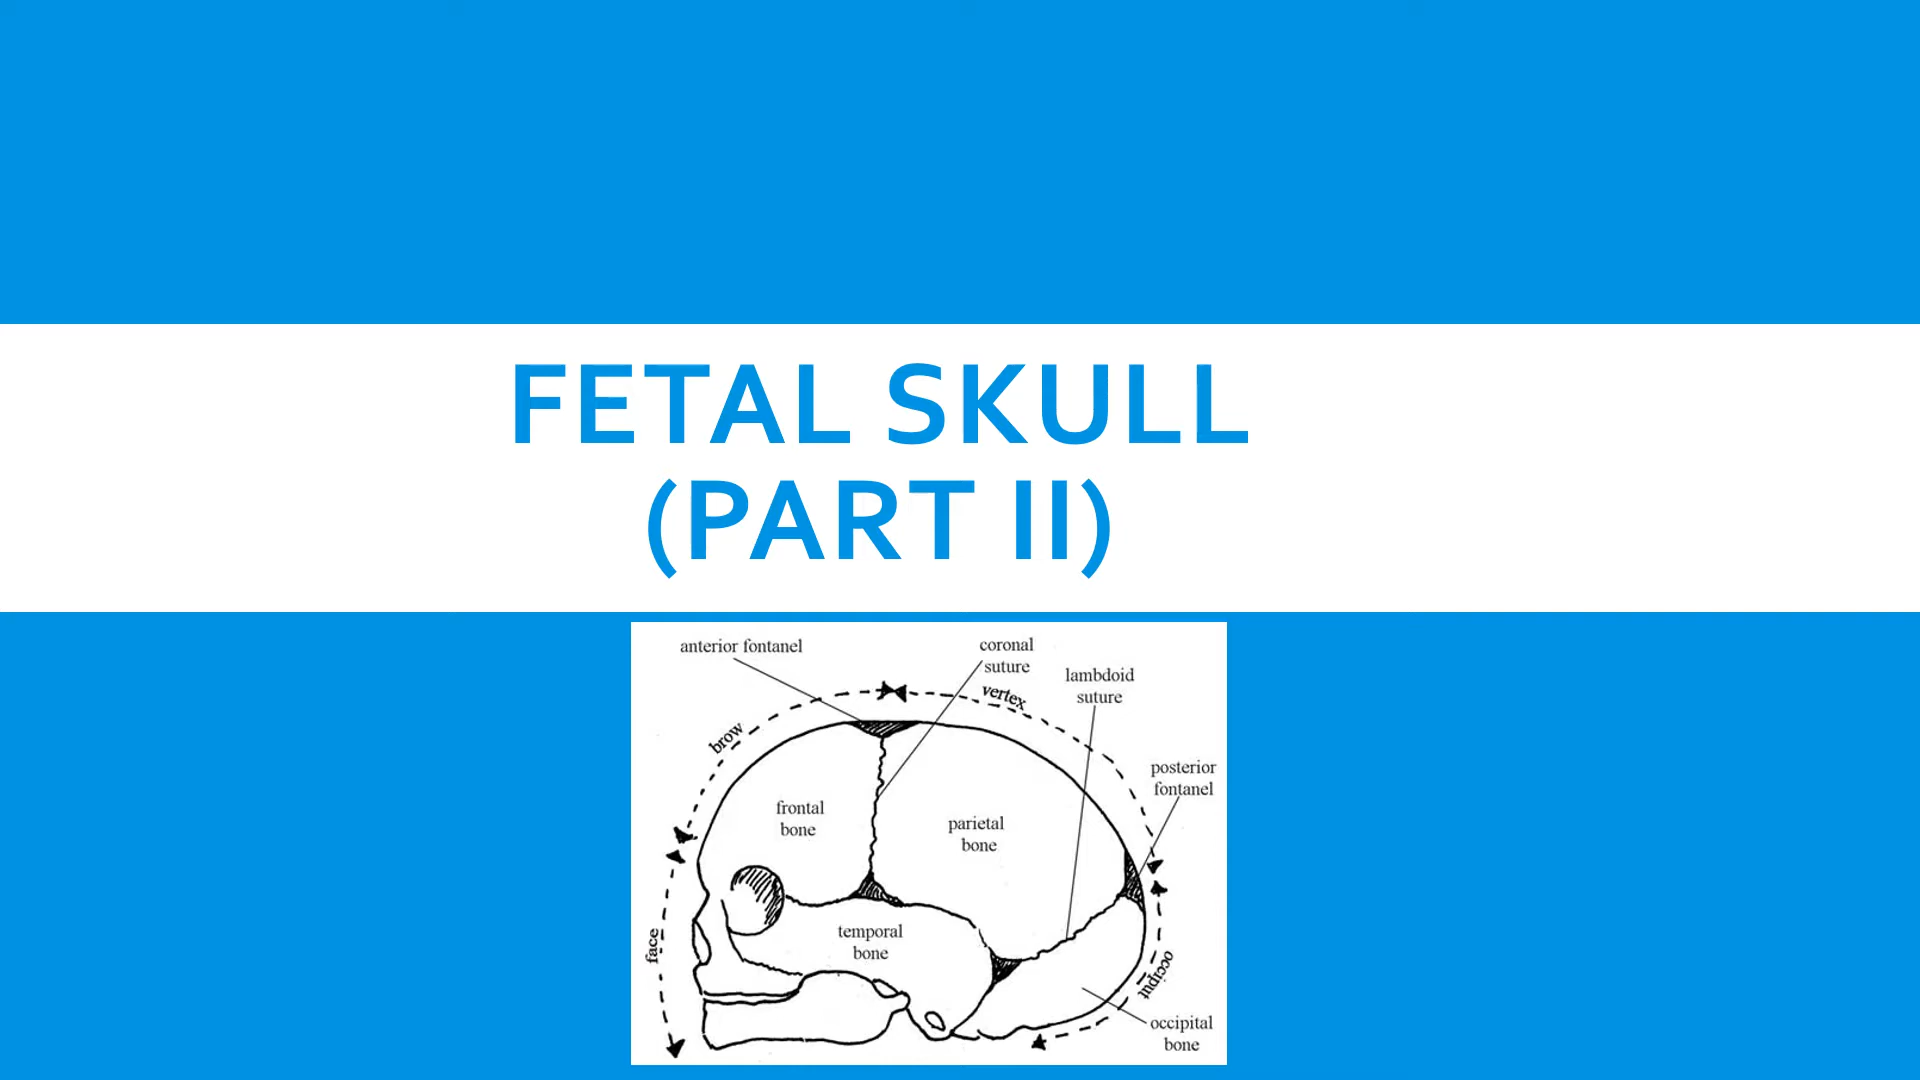 FETAL SKULL
(PART II)
anterior fontanel
coronal
suture
lambdoid
suture
vertex
brow
posterior
fontanel
frontal
bone
parietal
bone
temporal
bone
face
occiput
occipital
bone